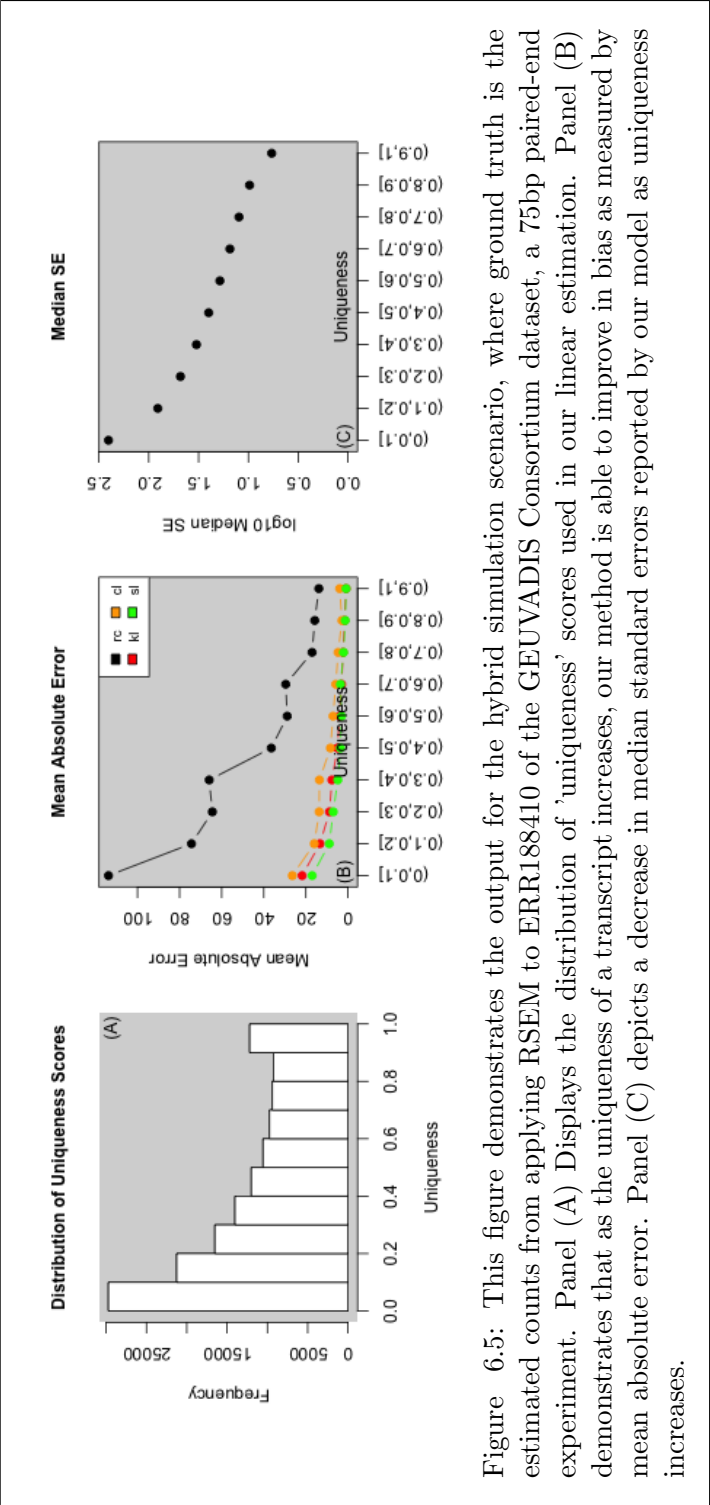 Distribution of Uniqueness Scores
(A)
Frequency
0 5000 15000 25000
0.0 0.2 0.4 0.6 0.8 1.0
Uniqueness
Mean Absolute Error
rc cl
kl sl
(B)
Mean Absolute Error
0 20 40 60 80 100
(0,0.1] (0.1,0.2] (0.2,0.3] (0.3,0.4] (0.4,0.5] (0.5,0.6] (0.6,0.7] (0.7,0.8] (0.8,0.9] (0.9,1]
Uniqueness
Median SE
(C)
log10 Median SE
0.0 0.5 1.0 1.5 2.0 2.5
(0,0.1] (0.1,0.2] (0.2,0.3] (0.3,0.4] (0.4,0.5] (0.5,0.6] (0.6,0.7] (0.7,0.8] (0.8,0.9] (0.9,1]
Uniqueness
Figure 6.5: This figure demonstrates the output for the hybrid simulation scenario, where ground truth is the
estimated counts from applying RSEM to ERR188410 of the GEUVADIS Consortium dataset, a 75bp paired-end
experiment. Panel (A) Displays the distribution of 'uniqueness' scores used in our linear estimation. Panel (B)
demonstrates that as the uniqueness of a transcript increases, our method is able to improve in bias as measured by
mean absolute error. Panel (C) depicts a decrease in median standard errors reported by our model as uniqueness
increases.